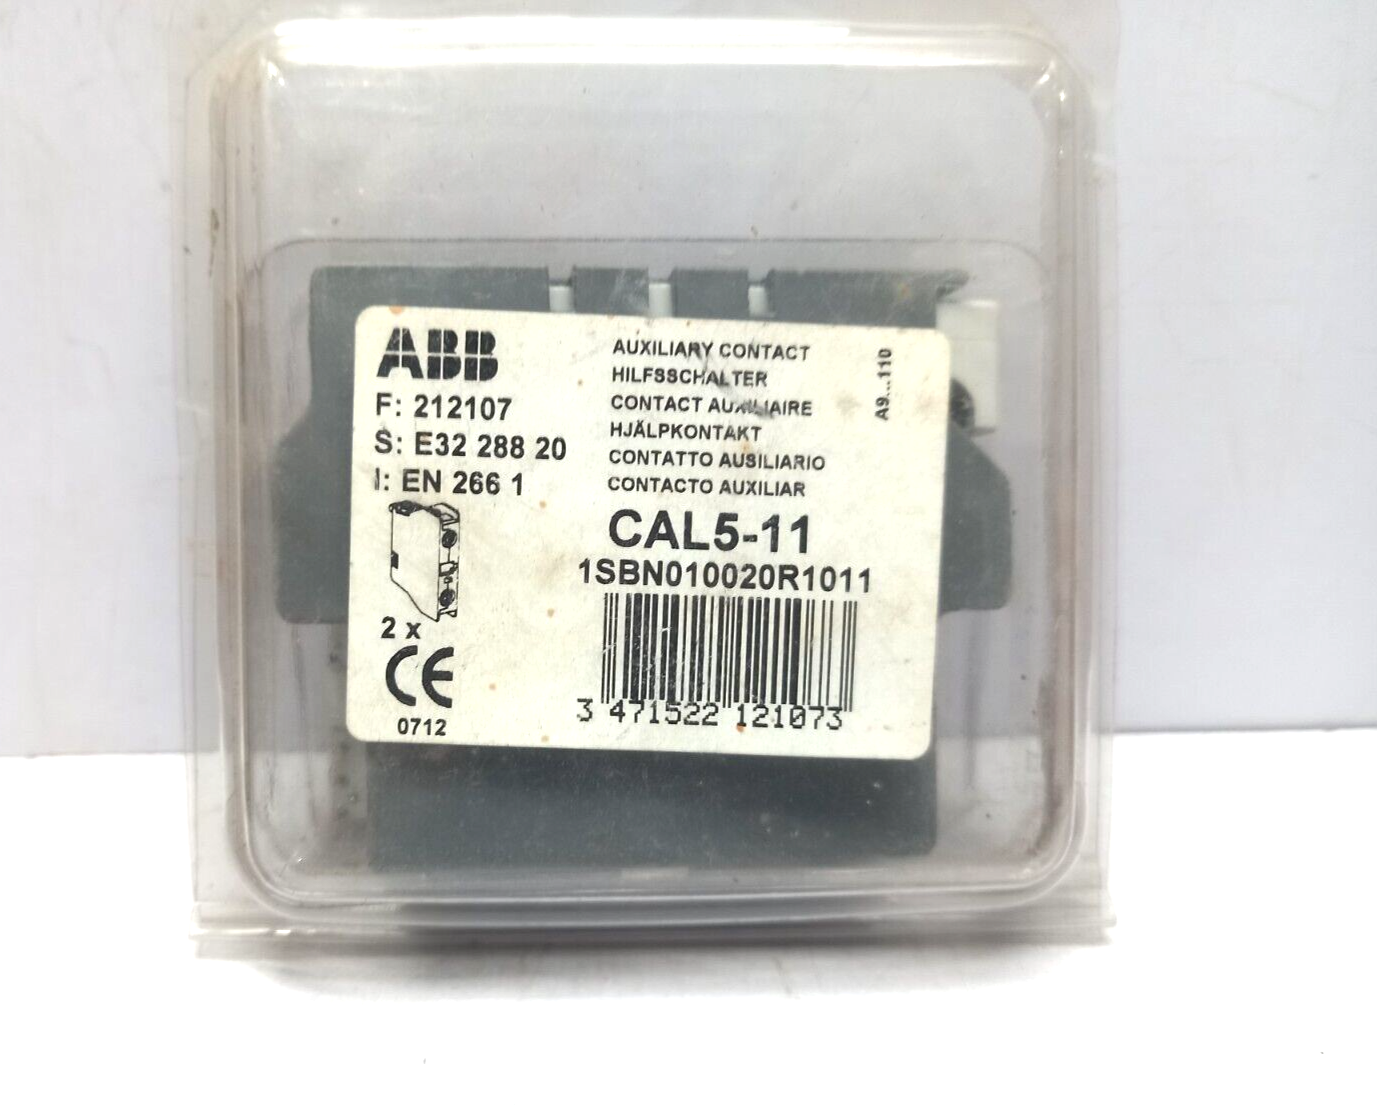 ABB
F: 212107
S: E32 288 20
I: EN 266 1
2 x
CE
0712
AUXILIARY CONTACT
HILFSSCHALTER
CONTACT AUXILIAIRE
HJÄLPKONTAKT
CONTATTO AUSILIARIO
CONTACTO AUXILIAR
A9...110
CAL5-11
1SBN010020R1011
3 471522 121073